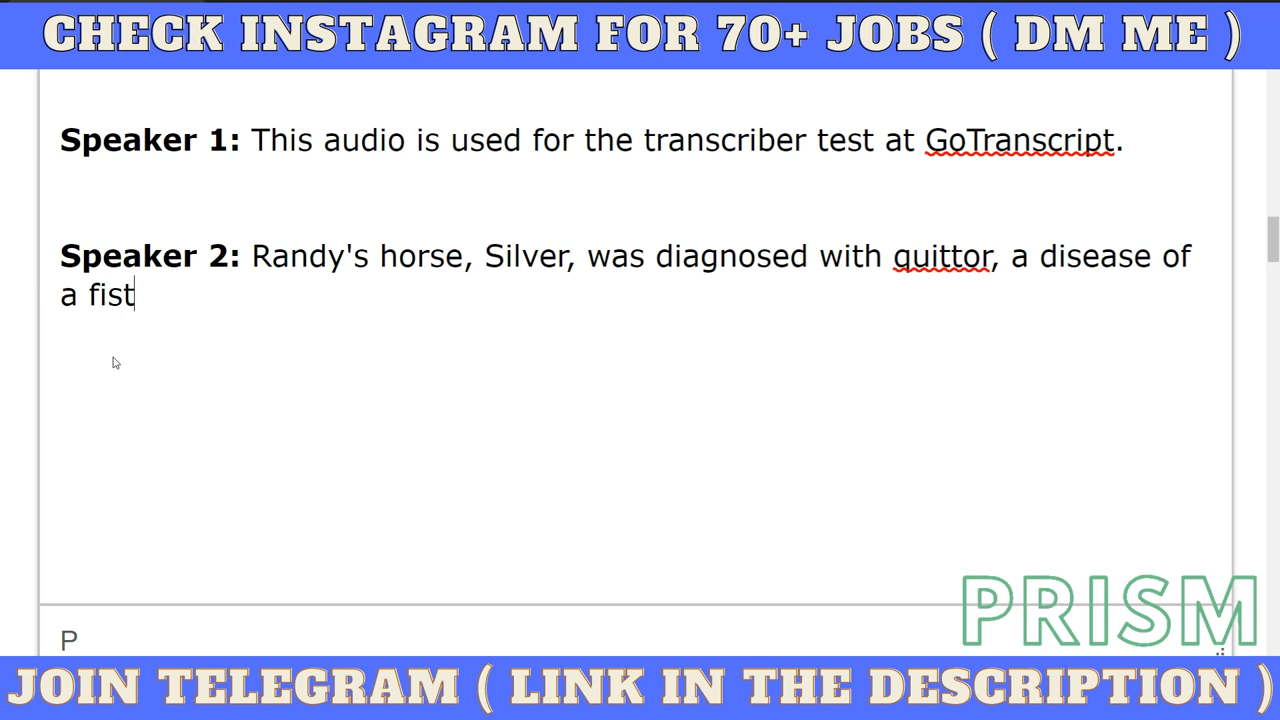 CHECK INSTAGRAM FOR 70+ JOBS ( DM ME )
Speaker 1: This audio is used for the transcriber test at GoTranscript.
Speaker 2: Randy's horse, Silver, was diagnosed with quittor, a disease of
a fist
PRISM
P
JOIN TELEGRAM ( LINK IN THE DESCRIPTION )